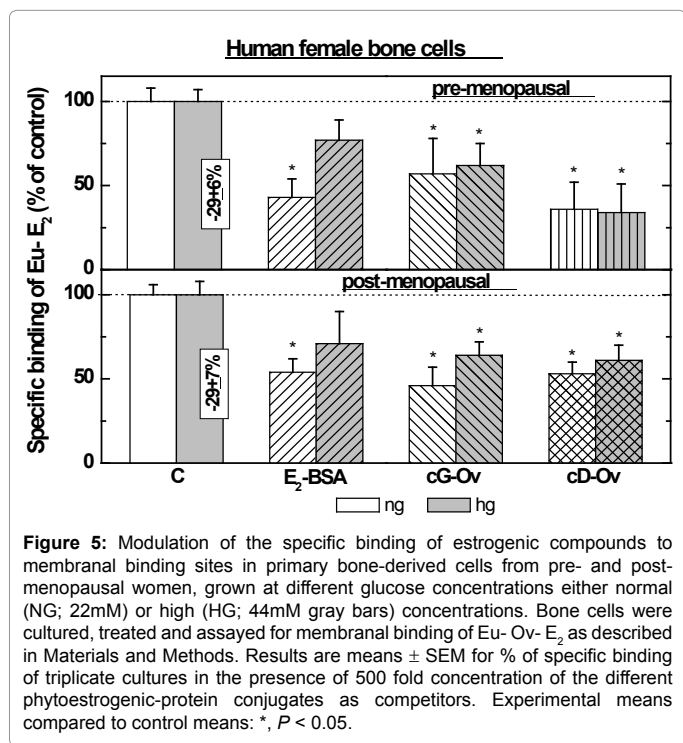 Human female bone cells
pre-menopausal
100
50
0
-29±6%
*
*
*
*
*
Specific binding of Eu- E₂ (% of control)
post-menopausal
100
50
0
-29±7%
*
*
*
*
*
C E₂-BSA cG-Ov cD-Ov
ng hg
Figure 5: Modulation of the specific binding of estrogenic compounds to
membranal binding sites in primary bone-derived cells from pre- and post-
menopausal women, grown at different glucose concentrations either normal
(NG; 22mM) or high (HG; 44mM gray bars) concentrations. Bone cells were
cultured, treated and assayed for membranal binding of Eu- Ov- E₂ as described
in Materials and Methods. Results are means ± SEM for % of specific binding
of triplicate cultures in the presence of 500 fold concentration of the different
phytoestrogenic-protein conjugates as competitors. Experimental means
compared to control means: *, P < 0.05.